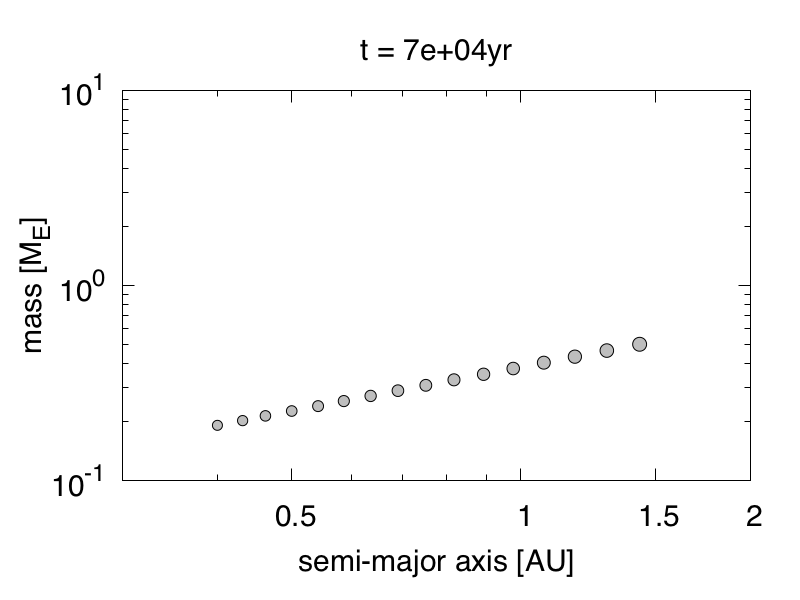 t = 7e+04yr
10^1
10^0
10^-1
mass [M_E]
0.5 1 1.5 2
semi-major axis [AU]